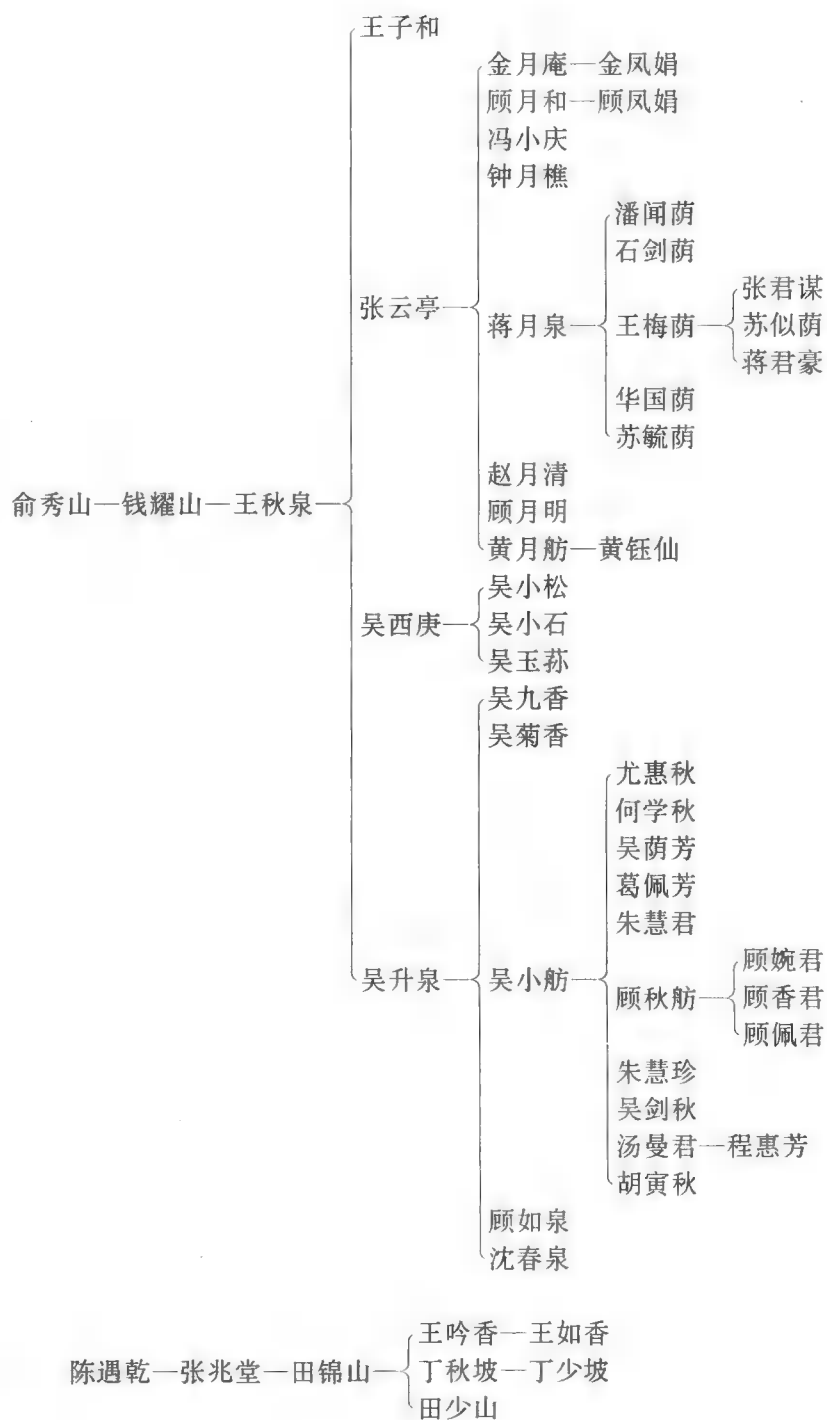 王子和
金月庵—金凤娟
顾月和—顾凤娟
冯小庆
钟月樵
潘闻荫
石剑荫
张君谋
张云亭—蒋月泉—王梅荫—苏似荫
蒋君豪
华国荫
苏毓荫
赵月清
俞秀山—钱耀山—王秋泉—
顾月明
黄月舫—黄钰仙
吴小松
吴西庚—吴小石
吴玉荪
吴九香
吴菊香
尤惠秋
何学秋
吴荫芳
葛佩芳
朱慧君
顾婉君
吴升泉—吴小舫—顾秋舫—顾香君
顾佩君
朱慧珍
吴剑秋
汤曼君—程惠芳
胡寅秋
顾如泉
沈春泉
王吟香—王如香
陈遇乾—张兆堂—田锦山—丁秋坡—丁少坡
田少山